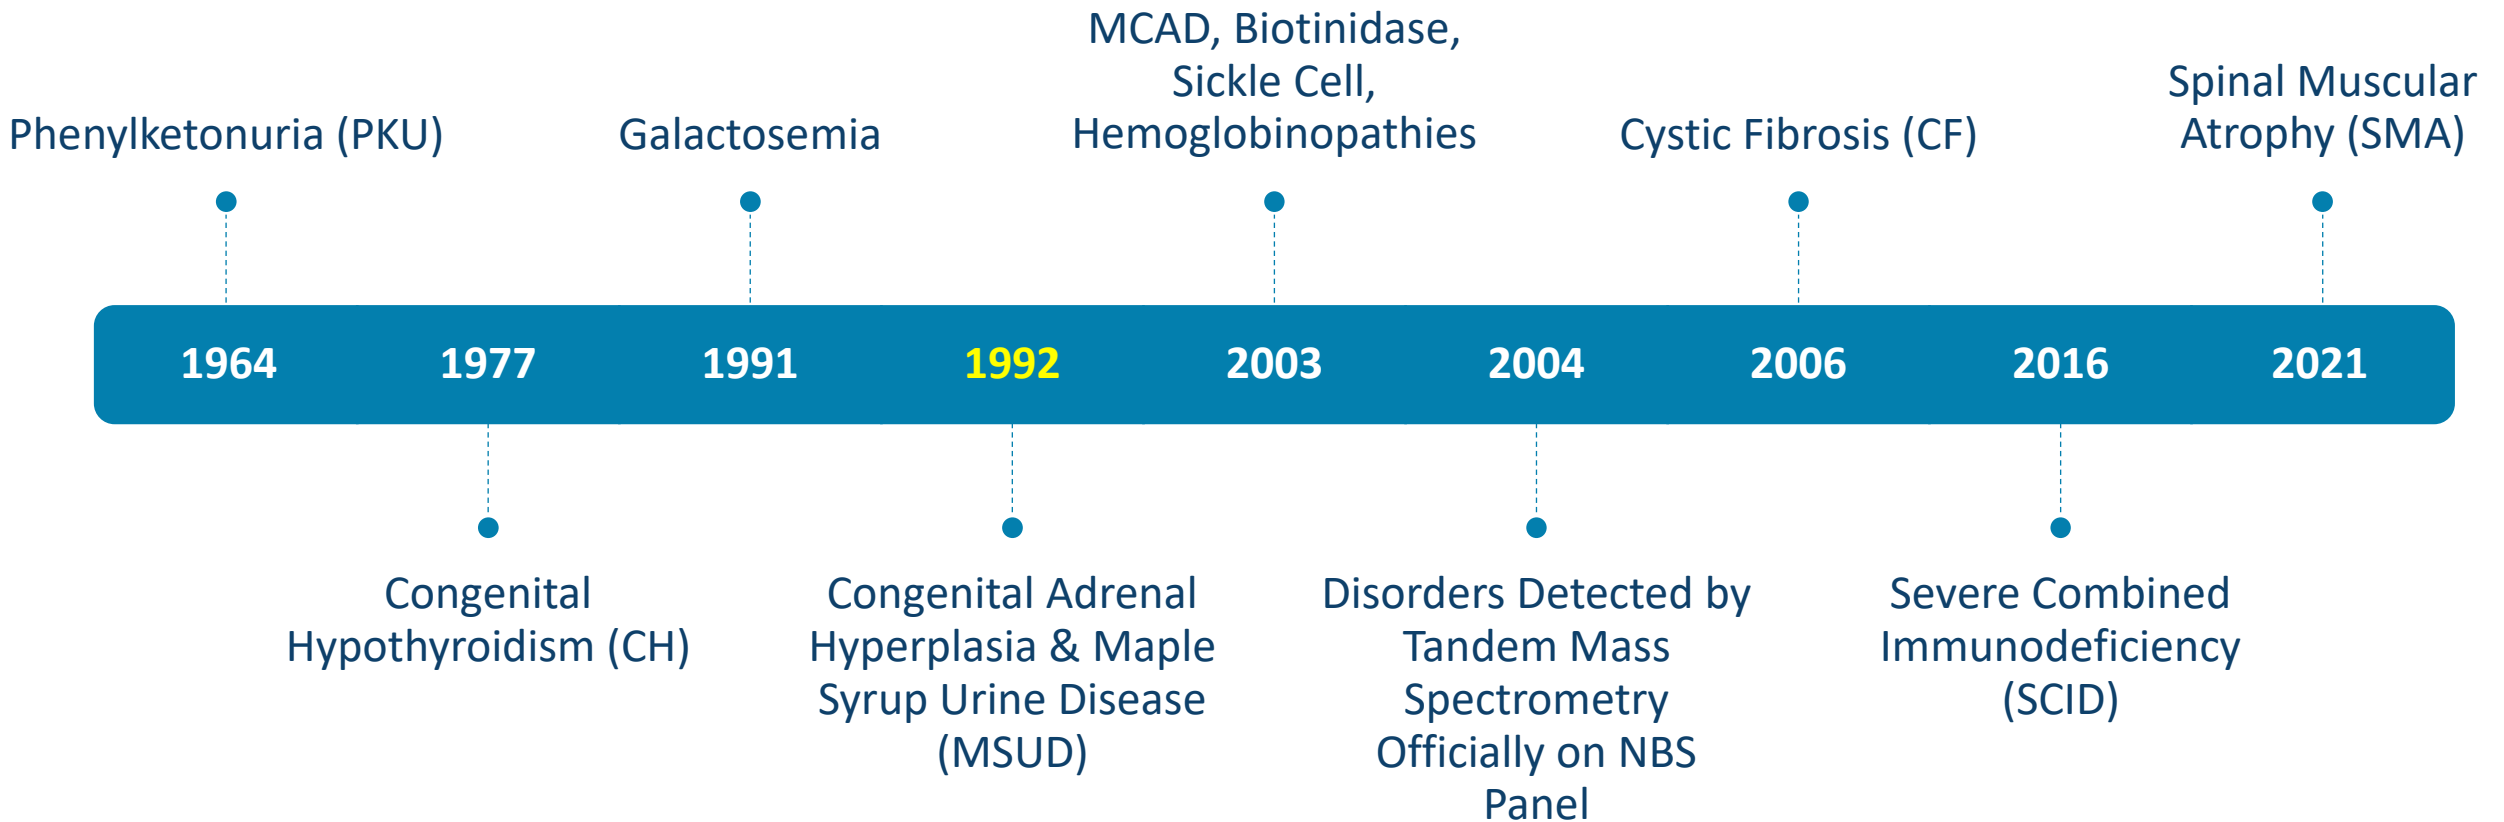 MCAD, Biotinidase,
Sickle Cell,
Hemoglobinopathies
Spinal Muscular
Atrophy (SMA)
Phenylketonuria (PKU)
Galactosemia
Cystic Fibrosis (CF)
1964
1977
1991
1992
2003
2004
2006
2016
2021
Congenital
Hypothyroidism (CH)
Congenital Adrenal
Hyperplasia & Maple
Syrup Urine Disease
(MSUD)
Disorders Detected by
Tandem Mass
Spectrometry
Officially on NBS
Panel
Severe Combined
Immunodeficiency
(SCID)